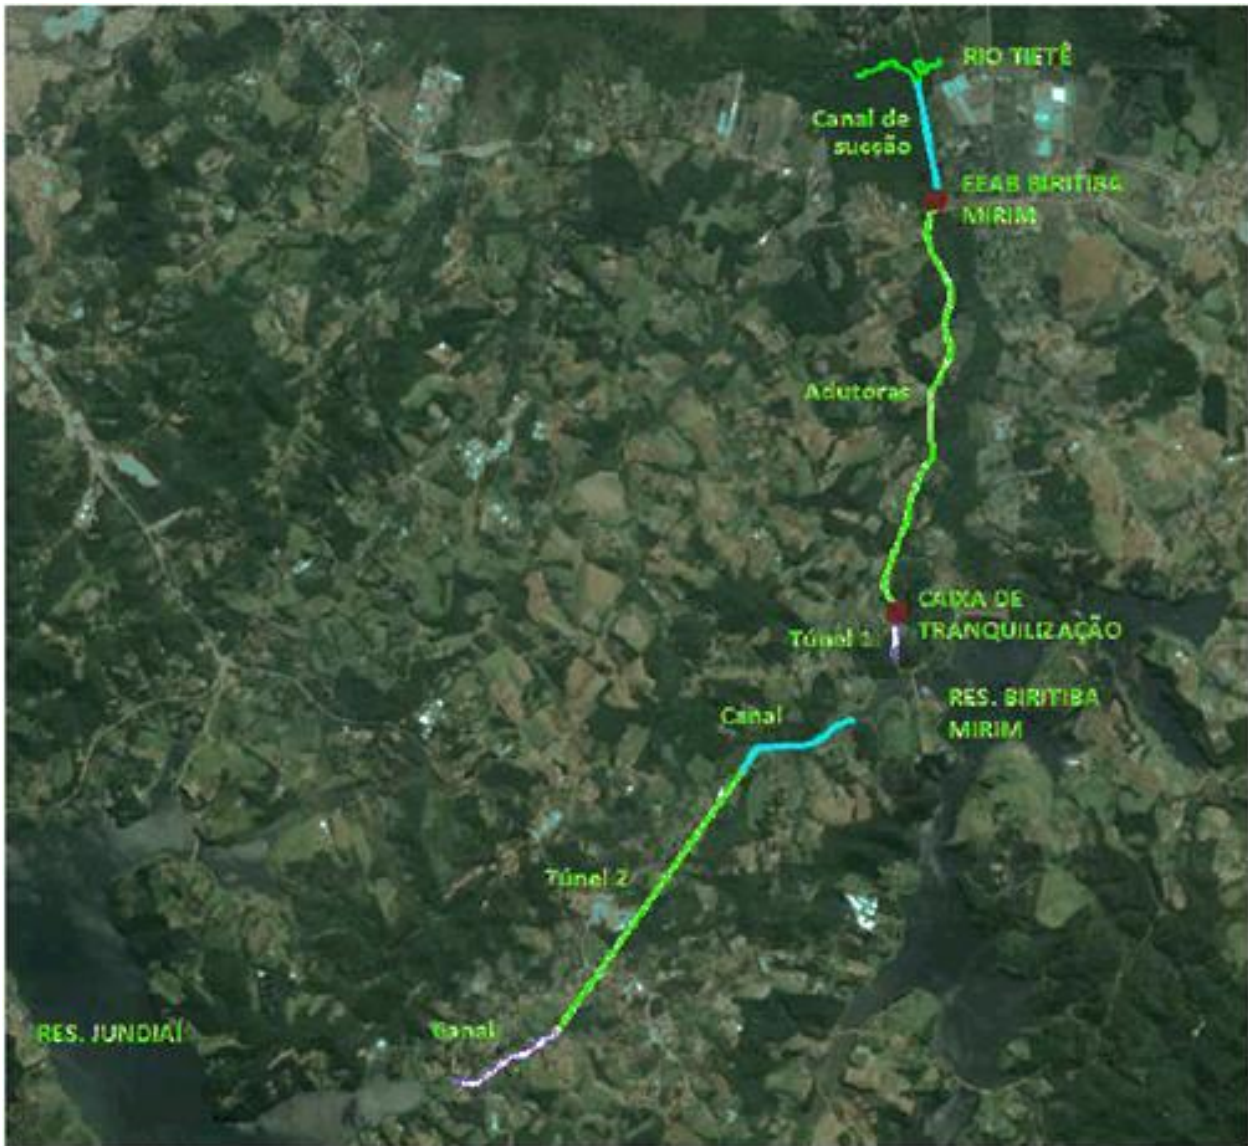 RIO TIETÊ
Canal de
sucção
EEAB BIRITIBA
MIRIM
Adutoras
CAIXA DE
TRANQUILIZAÇÃO
Túnel 1
RES. BIRITIBA
MIRIM
Canal
Túnel 2
Canal
RES. JUNDIAÍ